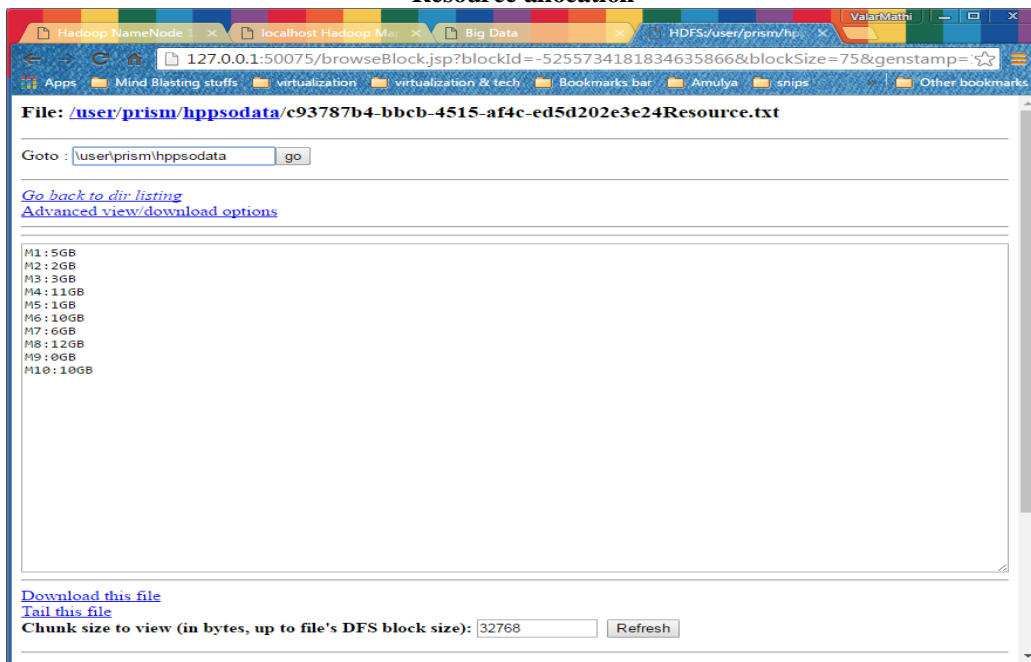 Resource allocation
ValarMathi
Hadoop NameNode localhost Hadoop Ma Big Data HDFS:/user/prism/hp
127.0.0.1:50075/browseBlock.jsp?blockId=-5255734181834635866&blockSize=75&genstamp=
Apps Mind Blasting stuffs virtualization virtualization & tech Bookmarks bar Amulya snips » Other bookmarks
File: /user/prism/hppsodata/c93787b4-bbcb-4515-af4c-ed5d202e3e24Resource.txt
Goto : \user\prism\hppsodata go
Go back to dir listing
Advanced view/download options
M1:5GB
M2:2GB
M3:3GB
M4:11GB
M5:1GB
M6:10GB
M7:6GB
M8:12GB
M9:0GB
M10:10GB
Download this file
Tail this file
Chunk size to view (in bytes, up to file's DFS block size): 32768 Refresh